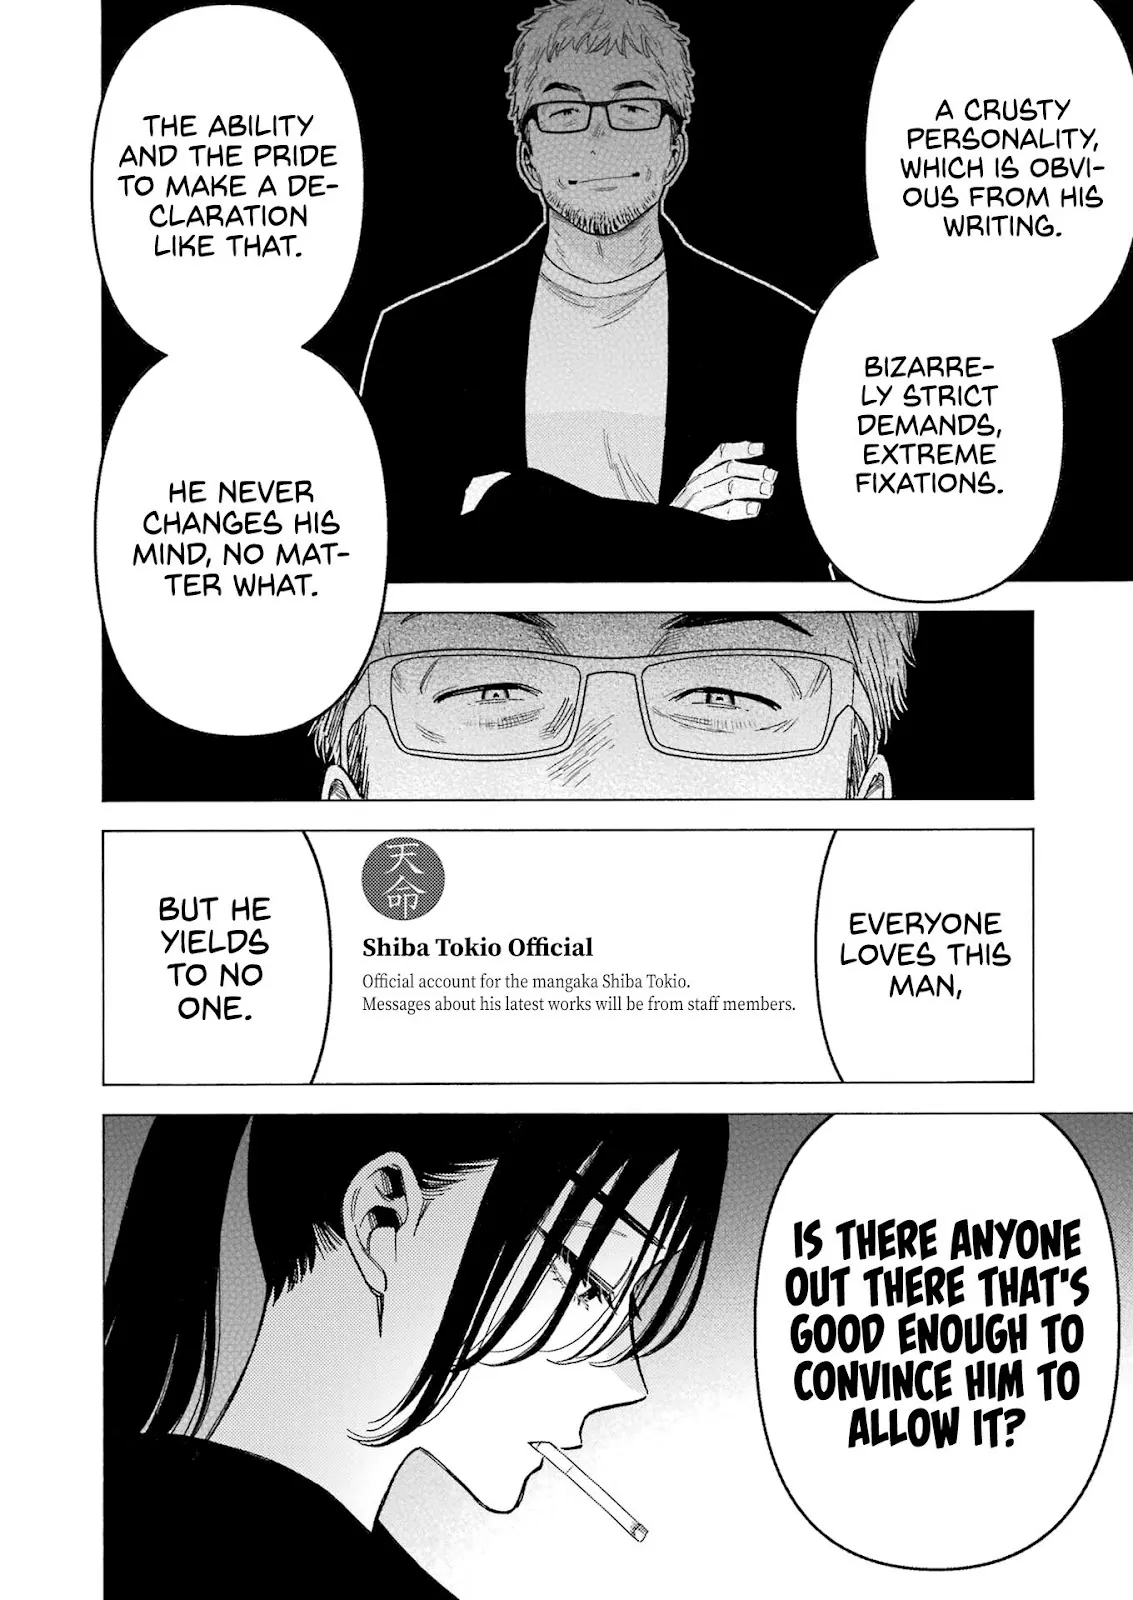 A CRUSTY
PERSONALITY,
WHICH IS OBVI-
OUS FROM HIS
WRITING.
BIZARRE-
LY STRICT
DEMANDS,
EXTREME
FIXATIONS.
THE ABILITY
AND THE PRIDE
TO MAKE A DE-
CLARATION
LIKE THAT.
HE NEVER
CHANGES HIS
MIND, NO MAT-
TER WHAT.
EVERYONE
LOVES THIS
MAN,
天
命
Shiba Tokio Official
Official account for the mangaka Shiba Tokio.
Messages about his latest works will be from staff members.
BUT HE
YIELDS
TO NO
ONE.
IS THERE ANYONE
OUT THERE THAT'S
GOOD ENOUGH TO
CONVINCE HIM TO
ALLOW IT?